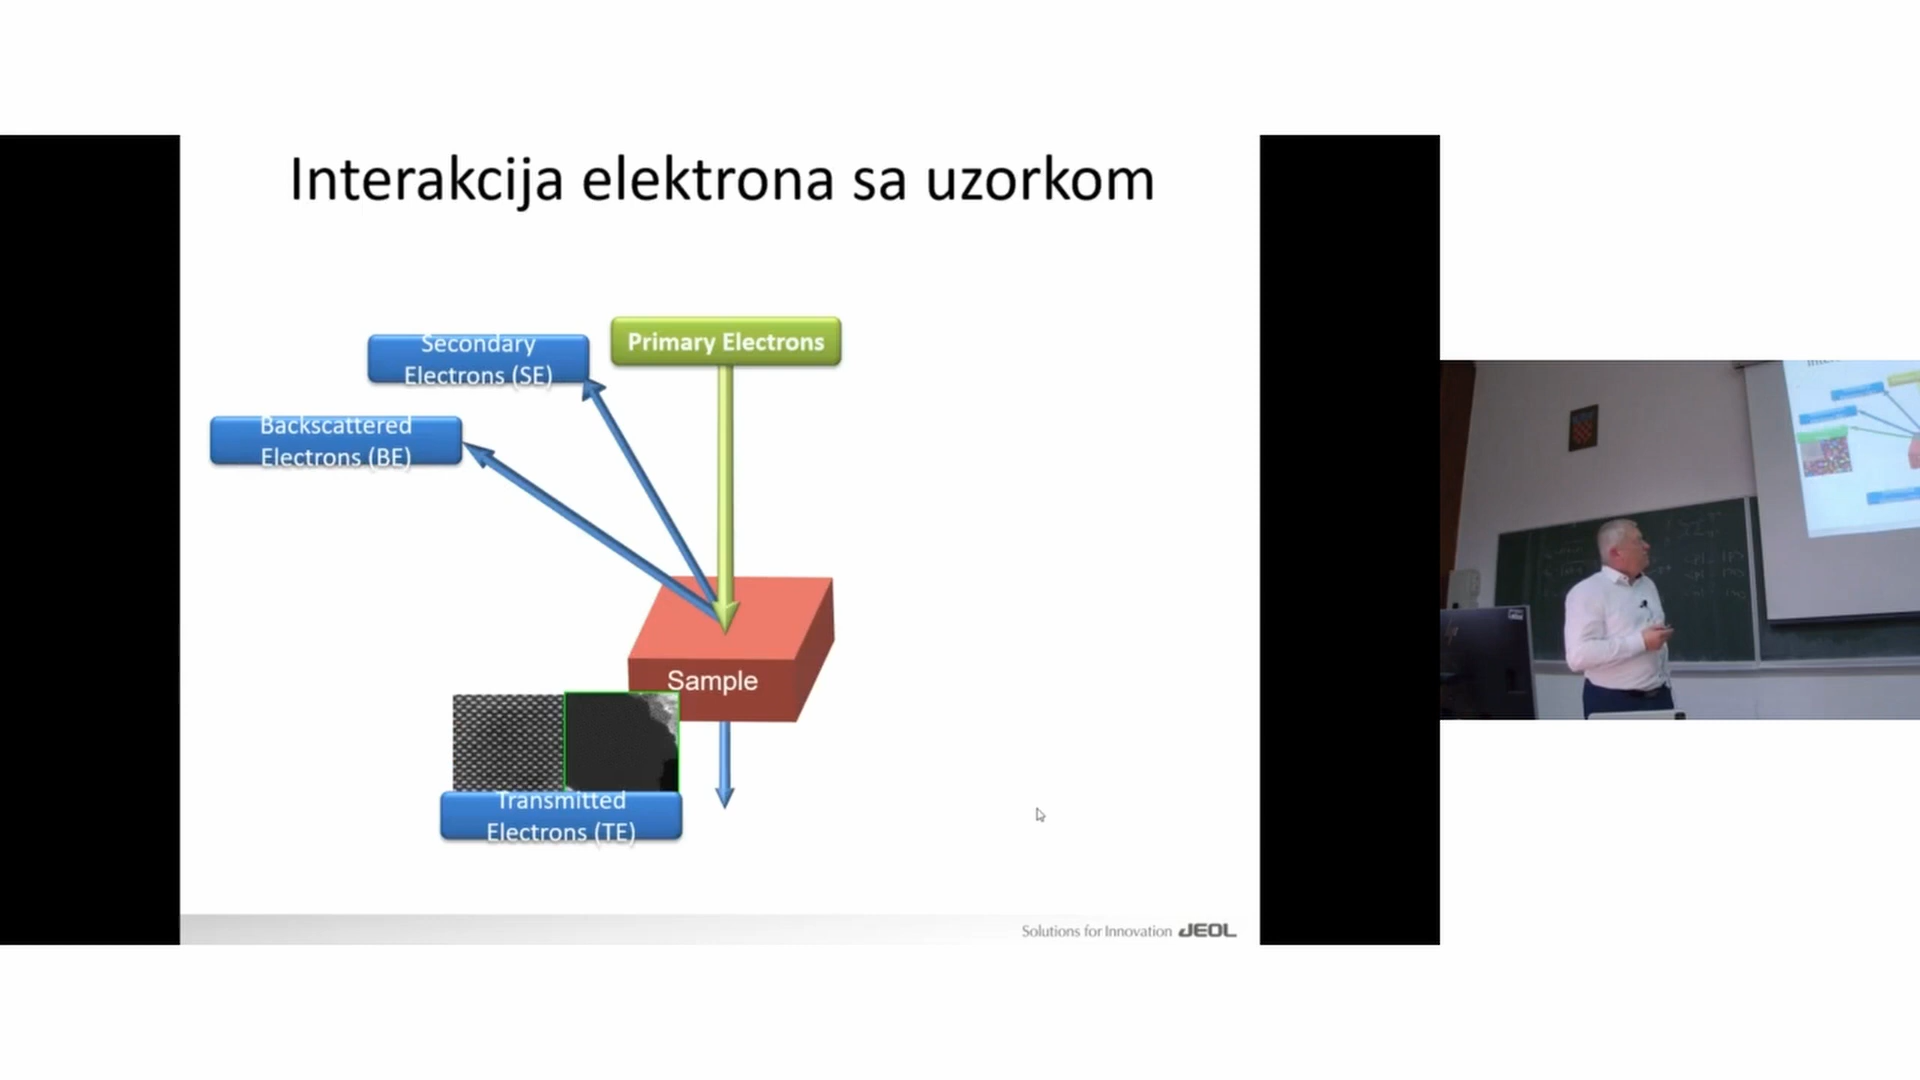 Interakcija elektrona sa uzorkom
Secondary
Electrons (SE)
Primary Electrons
Backscattered
Electrons (BE)
Sample
Transmitted
Electrons (TE)
Solutions for Innovation JEOL